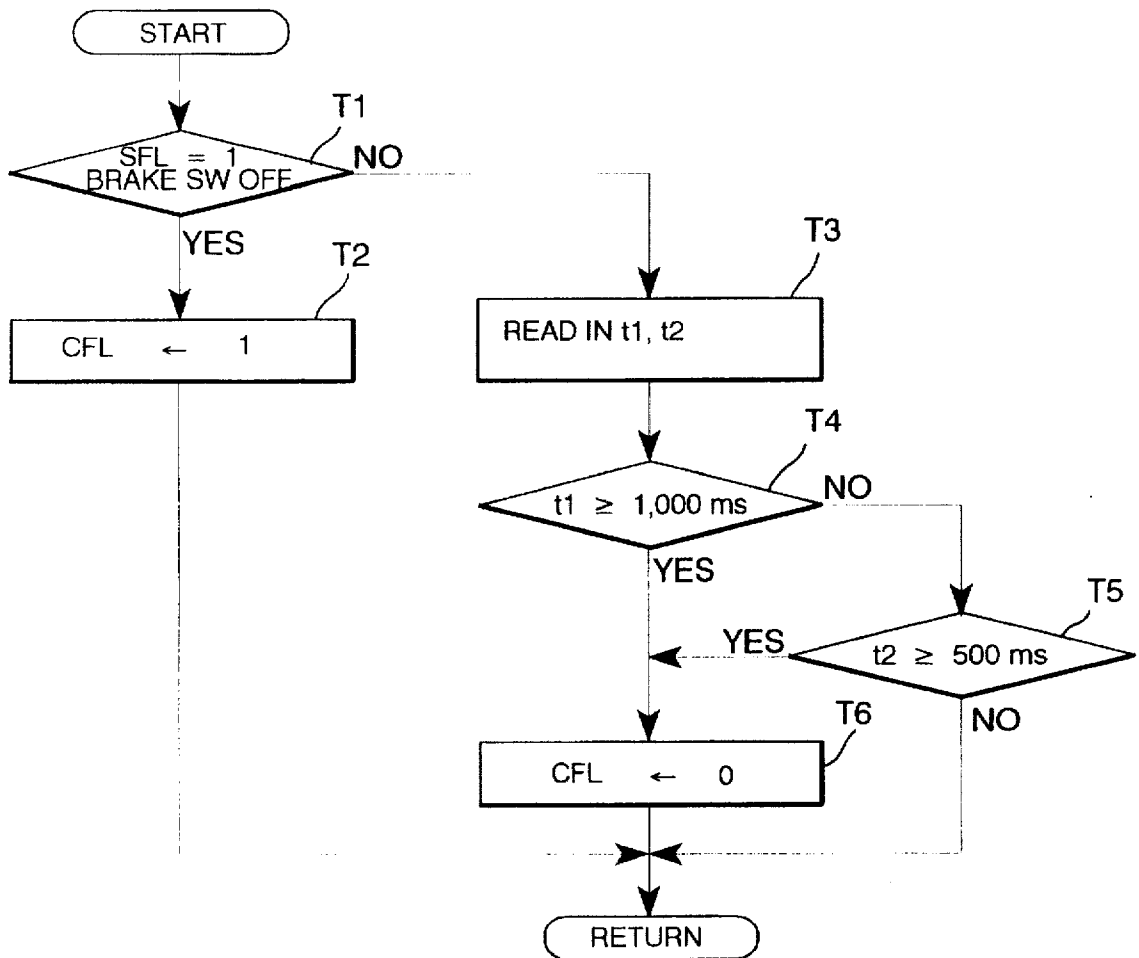 START
T1
SFL = 1
BRAKE SW OFF
NO
YES
T2
CFL ← 1
T3
READ IN t1, t2
T4
t1 ≥ 1,000 ms
NO
YES
T5
t2 ≥ 500 ms
YES
NO
T6
CFL ← 0
RETURN